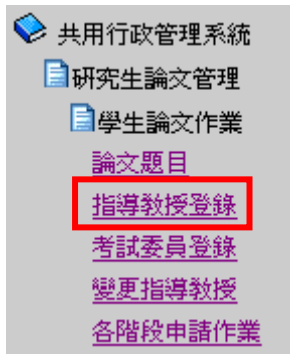 共用行政管理系統
研究生論文管理
學生論文作業
論文題目
指導教授登錄
考試委員登錄
變更指導教授
各階段申請作業